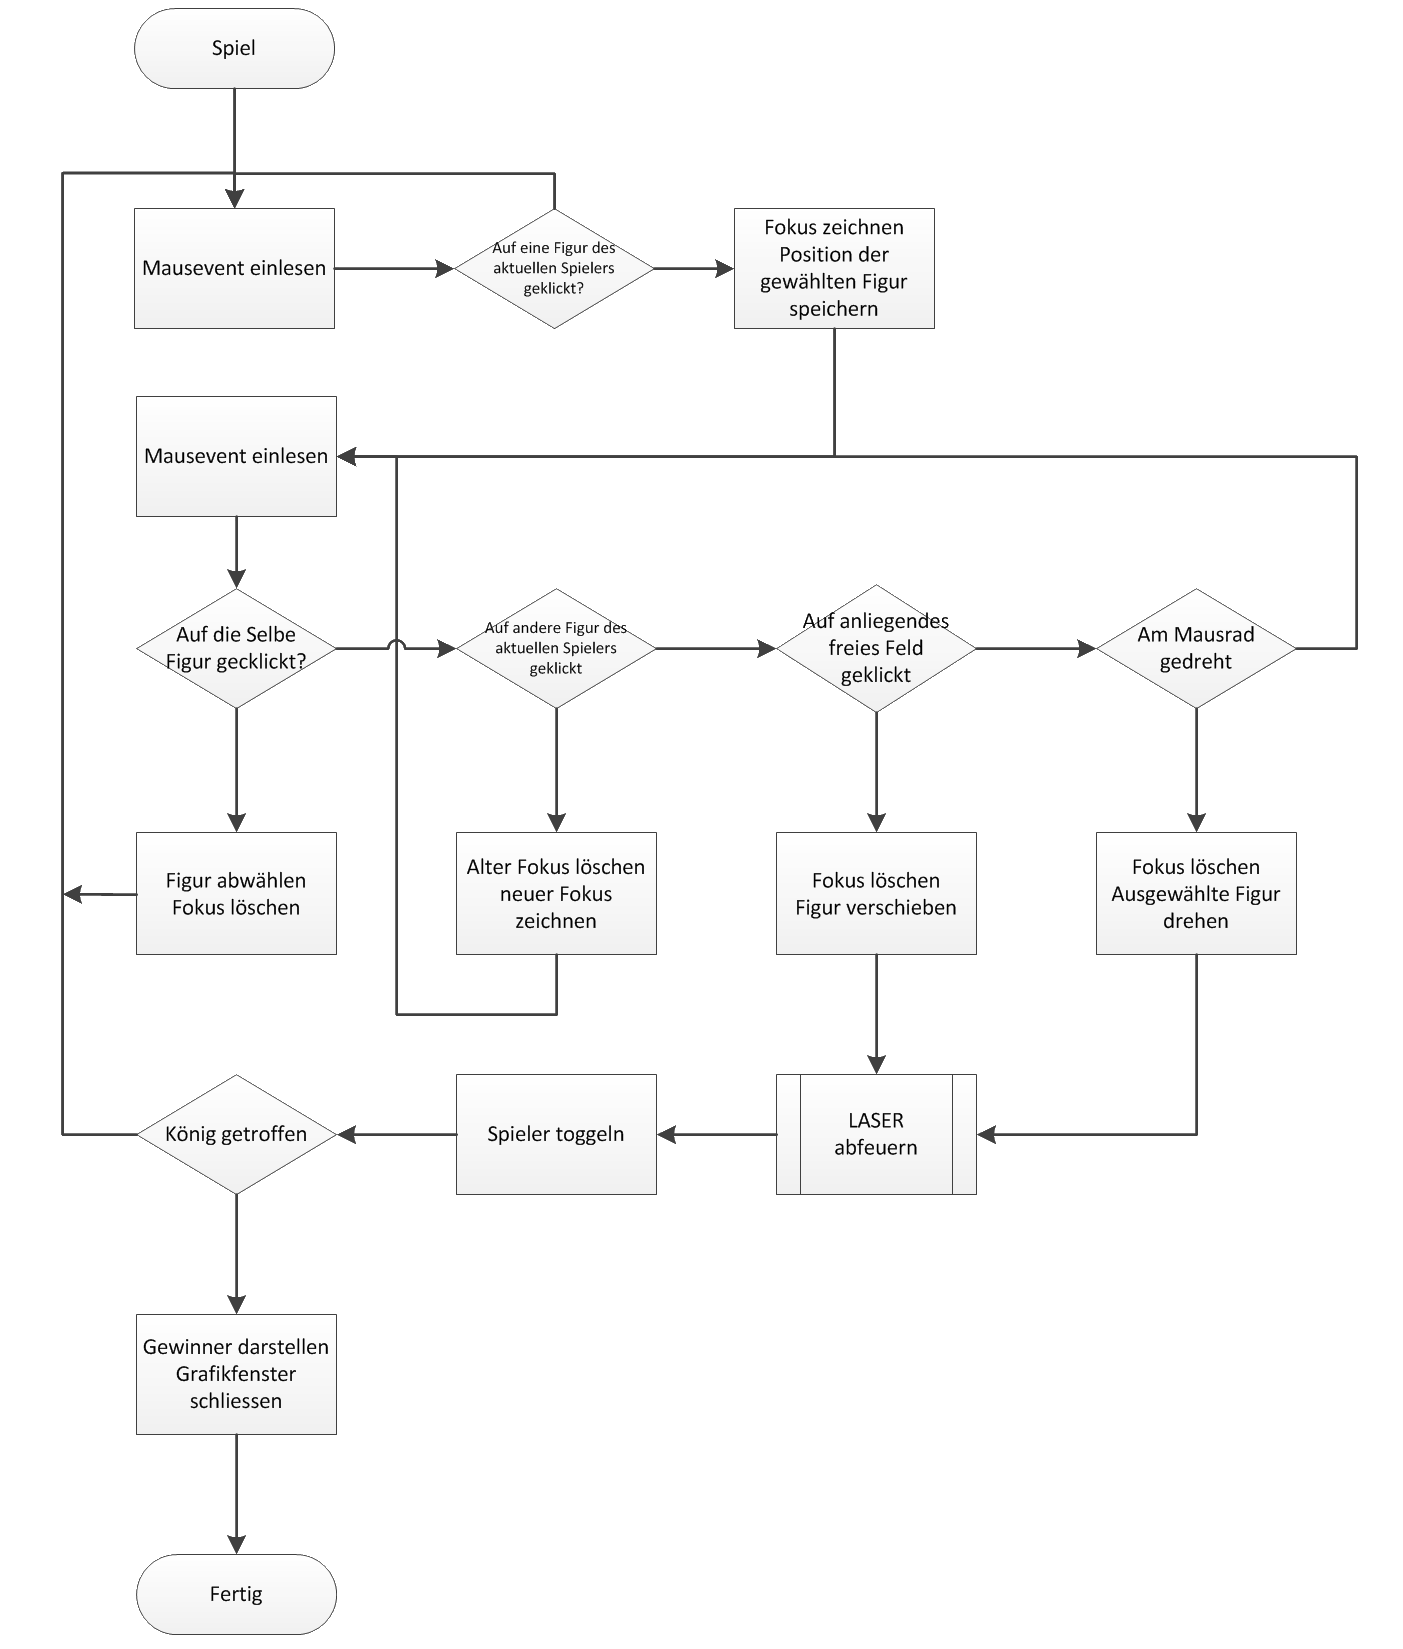 Spiel
Mausevent einlesen
Auf eine Figur des
aktuellen Spielers
geklickt?
Fokus zeichnen
Position der
gewählten Figur
speichern
Mausevent einlesen
Auf die Selbe
Figur gecklickt?
Auf andere Figur des
aktuellen Spielers
geklickt
Auf anliegendes
freies Feld
geklickt
Am Mausrad
gedreht
Figur abwählen
Fokus löschen
Alter Fokus löschen
neuer Fokus
zeichnen
Fokus löschen
Figur verschieben
Fokus löschen
Ausgewählte Figur
drehen
König getroffen
Spieler toggeln
LASER
abfeuern
Gewinner darstellen
Grafikfenster
schliessen
Fertig